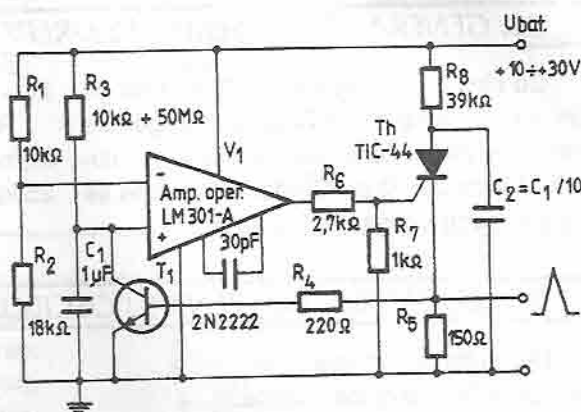 Ubat.
+10÷+30V
R1
10kΩ
R3
10kΩ ÷ 50MΩ
R8
39kΩ
Th
TIC-44
V1
-
Amp. oper.
LM301-A
+
30pF
R6
2,7kΩ
R7
1kΩ
C2=C1/10
R2
18kΩ
C1
1µF
T1
2N2222
R4
220Ω
R5
150Ω